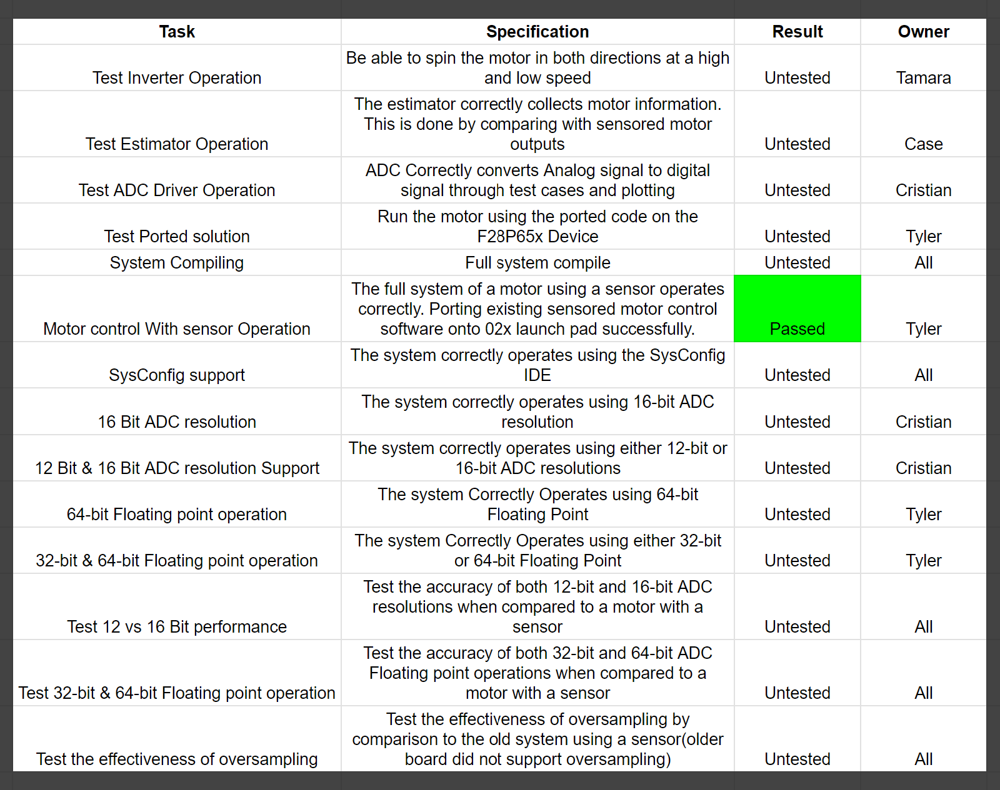 Task Specification Result Owner
Be able to spin the motor in both directions at a high
and low speed
Test Inverter Operation Untested Tamara
The estimator correctly collects motor information.
This is done by comparing with sensored motor
outputs
Test Estimator Operation Untested Case
ADC Correctly converts Analog signal to digital
signal through test cases and plotting
Test ADC Driver Operation Untested Cristian
Run the motor using the ported code on the
F28P65x Device
Test Ported solution Untested Tyler
System Compiling Full system compile Untested All
The full system of a motor using a sensor operates
correctly. Porting existing sensored motor control
software onto 02x launch pad successfully.
Motor control With sensor Operation Passed Tyler
The system correctly operates using the SysConfig
IDE
SysConfig support Untested All
The system correctly operates using 16-bit ADC
resolution
16 Bit ADC resolution Untested Cristian
The system correctly operates using either 12-bit or
16-bit ADC resolutions
12 Bit & 16 Bit ADC resolution Support Untested Cristian
The system Correctly Operates using 64-bit
Floating Point
64-bit Floating point operation Untested Tyler
The system Correctly Operates using either 32-bit
or 64-bit Floating Point
32-bit & 64-bit Floating point operation Untested Tyler
Test the accuracy of both 12-bit and 16-bit ADC
resolutions when compared to a motor with a
sensor
Test 12 vs 16 Bit performance Untested All
Test the accuracy of both 32-bit and 64-bit ADC
Floating point operations when compared to a
motor with a sensor
Test 32-bit & 64-bit Floating point operation Untested All
Test the effectiveness of oversampling by
comparison to the old system using a sensor(older
board did not support oversampling)
Test the effectiveness of oversampling Untested All